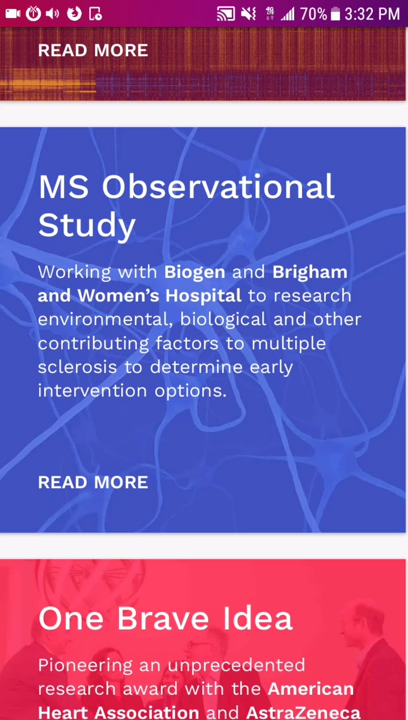 70% 3:32 PM
READ MORE
MS Observational
Study
Working with Biogen and Brigham
and Women’s Hospital to research
environmental, biological and other
contributing factors to multiple
sclerosis to determine early
intervention options.
READ MORE
One Brave Idea
Pioneering an unprecedented
research award with the American
Heart Association and AstraZeneca